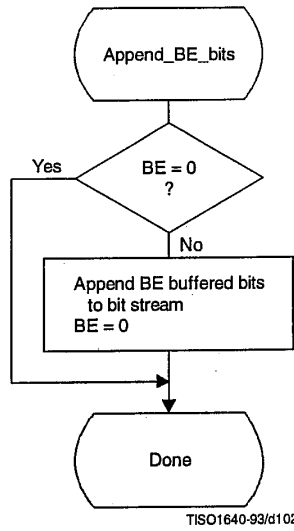 Append_BE_bits
BE = 0
?
Yes
No
Append BE buffered bits
to bit stream
BE = 0
Done
TISO1640-93/d102